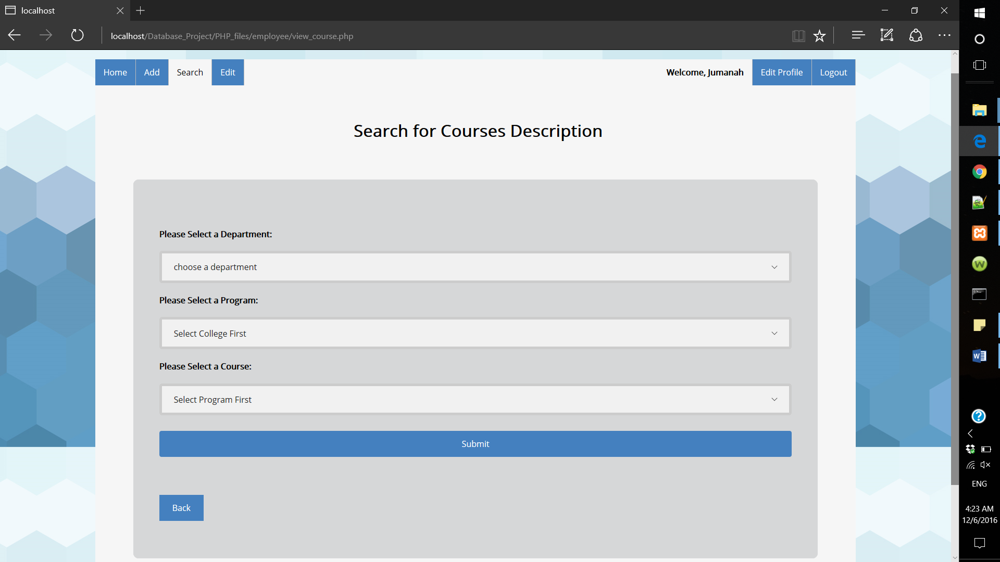 localhost
localhost/Database_Project/PHP_files/employee/view_course.php
Home
Add
Search
Edit
Welcome, Jumanah
Edit Profile
Logout
Search for Courses Description
Please Select a Department:
choose a department
Please Select a Program:
Select College First
Please Select a Course:
Select Program First
Submit
Back
ENG
4:23 AM
12/6/2016